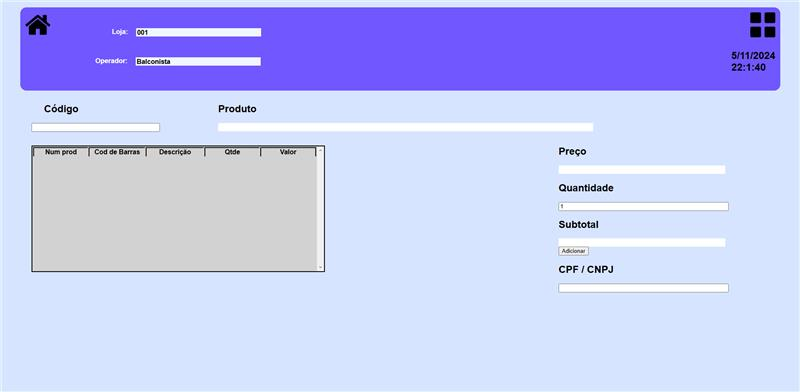 Loja: 001
5/11/2024
Operador: Balconista
22:1:40
Código Produto
Num prod Cod de Barras Descrição Qtde Valor
Preço
Quantidade
1
Subtotal
Adicionar
CPF / CNPJ